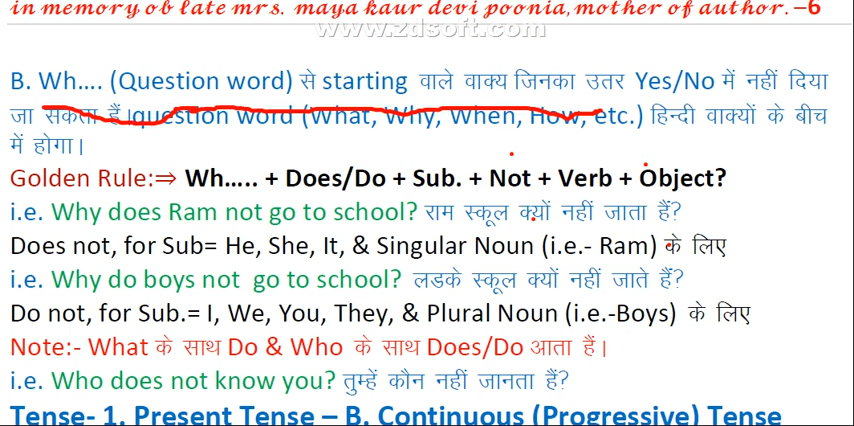 in memory ob late mrs. maya kaur devi poonia, mother of author. –6
www.zdsoft.com
B. Wh.... (Question word) से starting वाले वाक्य जिनका उतर Yes/No में नहीं दिया
जा सकता हैं।question word (What, Why, When, How, etc.) हिन्दी वाक्यों के बीच
में होगा।
Golden Rule:⇒ Wh..... + Does/Do + Sub. + Not + Verb + Object?
i.e. Why does Ram not go to school? राम स्कूल क्यों नहीं जाता हैं?
Does not, for Sub= He, She, It, & Singular Noun (i.e.- Ram) के लिए
i.e. Why do boys not go to school? लडके स्कूल क्यों नहीं जाते हैं?
Do not, for Sub.= I, We, You, They, & Plural Noun (i.e.-Boys) के लिए
Note:- What के साथ Do & Who के साथ Does/Do आता हैं।
i.e. Who does not know you? तुम्हें कौन नहीं जानता हैं?
Tense- 1. Present Tense – B. Continuous (Progressive) Tense